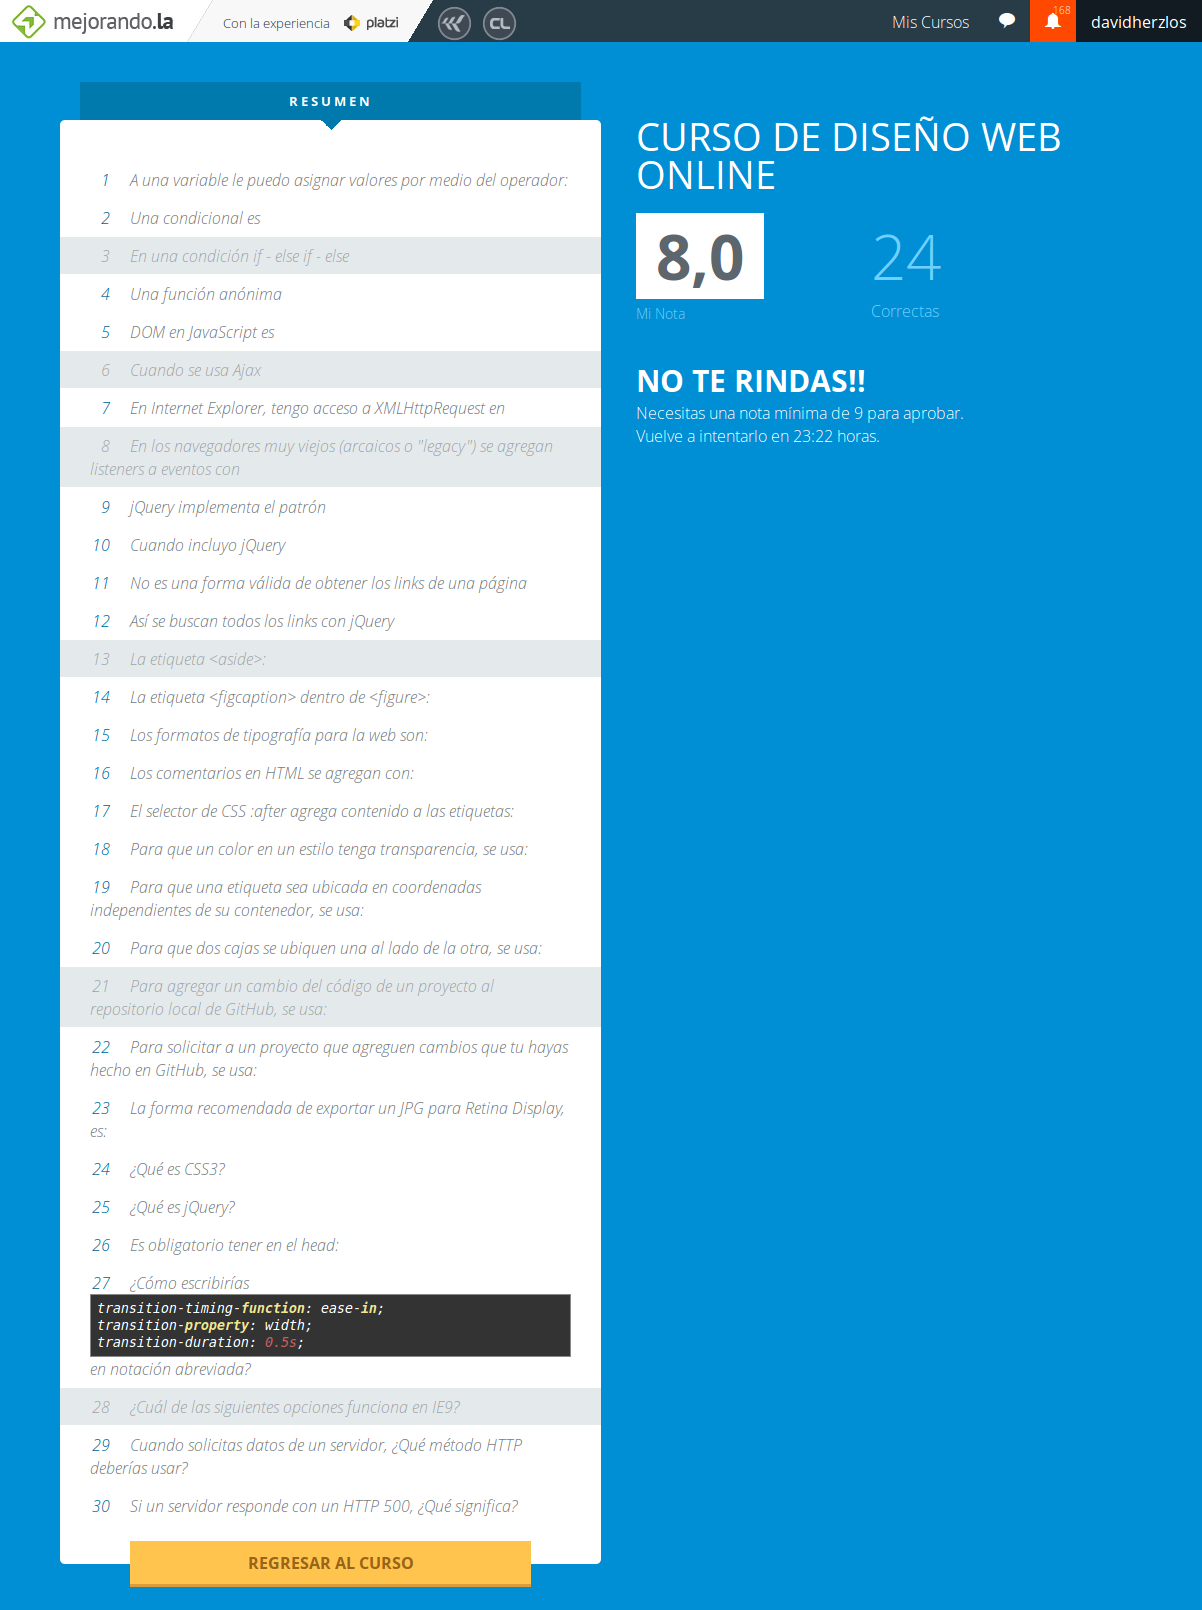 mejorando.la
Con la experiencia platzi
CL
Mis Cursos
168
davidherzlos
RESUMEN
1 A una variable le puedo asignar valores por medio del operador:
2 Una condicional es
3 En una condición if - else if - else
4 Una función anónima
5 DOM en JavaScript es
6 Cuando se usa Ajax
7 En Internet Explorer, tengo acceso a XMLHttpRequest en
8 En los navegadores muy viejos (arcaicos o "legacy") se agregan
listeners a eventos con
9 jQuery implementa el patrón
10 Cuando incluyo jQuery
11 No es una forma válida de obtener los links de una página
12 Así se buscan todos los links con jQuery
13 La etiqueta <aside>:
14 La etiqueta <figcaption> dentro de <figure>:
15 Los formatos de tipografía para la web son:
16 Los comentarios en HTML se agregan con:
17 El selector de CSS :after agrega contenido a las etiquetas:
18 Para que un color en un estilo tenga transparencia, se usa:
19 Para que una etiqueta sea ubicada en coordenadas
independientes de su contenedor, se usa:
20 Para que dos cajas se ubiquen una al lado de la otra, se usa:
21 Para agregar un cambio del código de un proyecto al
repositorio local de GitHub, se usa:
22 Para solicitar a un proyecto que agreguen cambios que tu hayas
hecho en GitHub, se usa:
23 La forma recomendada de exportar un JPG para Retina Display,
es:
24 ¿Qué es CSS3?
25 ¿Qué es jQuery?
26 Es obligatorio tener en el head:
27 ¿Cómo escribirías
transition-timing-function: ease-in;
transition-property: width;
transition-duration: 0.5s;
en notación abreviada?
28 ¿Cuál de las siguientes opciones funciona en IE9?
29 Cuando solicitas datos de un servidor, ¿Qué método HTTP
deberías usar?
30 Si un servidor responde con un HTTP 500, ¿Qué significa?
REGRESAR AL CURSO
CURSO DE DISEÑO WEB
ONLINE
8,0
Mi Nota
24
Correctas
NO TE RINDAS!!
Necesitas una nota mínima de 9 para aprobar.
Vuelve a intentarlo en 23:22 horas.